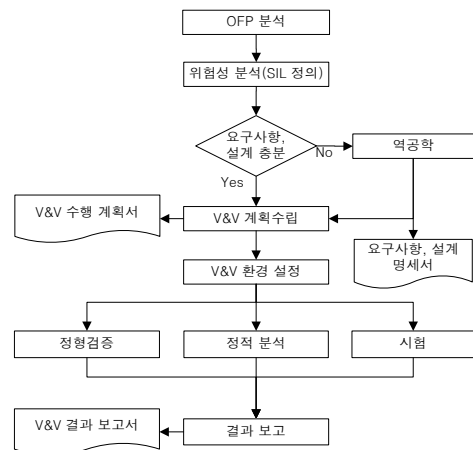 OFP 분석
위험성 분석(SIL 정의)
요구사항,
설계 충분
No
역공학
Yes
V&V 수행 계획서
V&V 계획수립
요구사항, 설계
명세서
V&V 환경 설정
정형검증
정적 분석
시험
V&V 결과 보고서
결과 보고